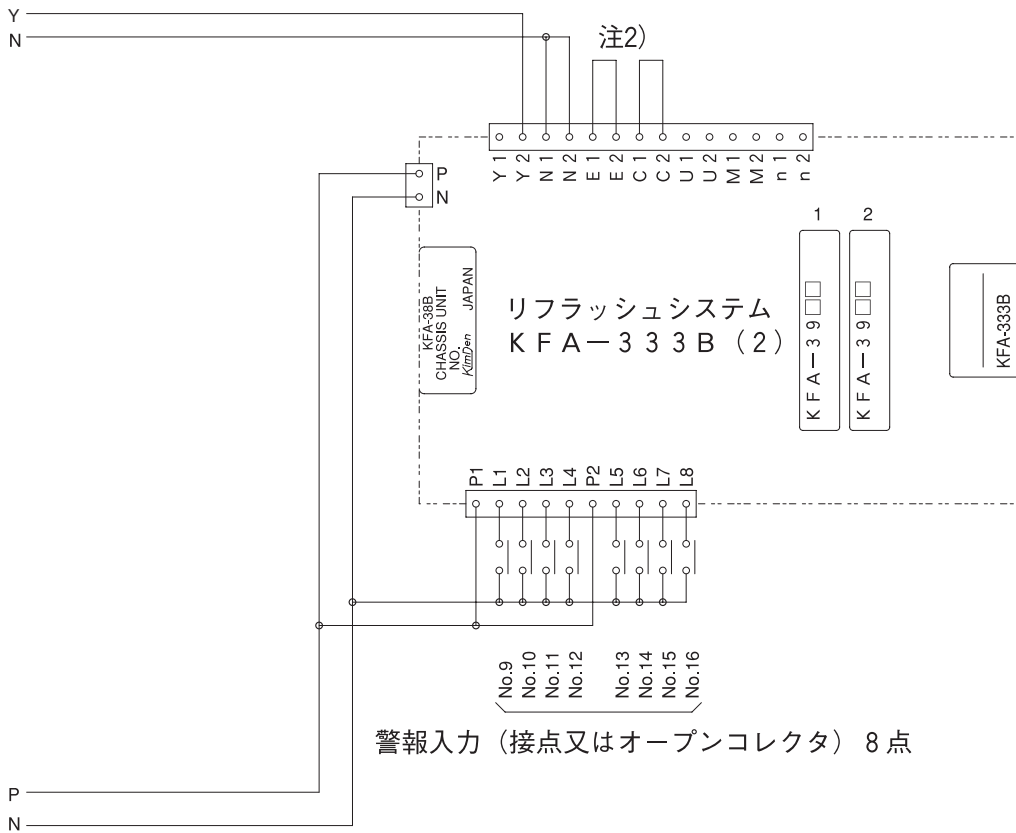 Y
N
注2)
Y1 Y2 N1 N2 E1 E2 C1 C2 U1 U2 M1 M2 n1 n2
P
N
1 2
KFA-38B
CHASSIS UNIT
NO.
KimDen JAPAN
リフラッシュシステム
KFA－333B（2）
KFA－39□□
KFA－39□□
KFA-333B
P1 L1 L2 L3 L4 P2 L5 L6 L7 L8
No.9 No.10 No.11 No.12 No.13 No.14 No.15 No.16
警報入力（接点又はオープンコレクタ）8点
P
N